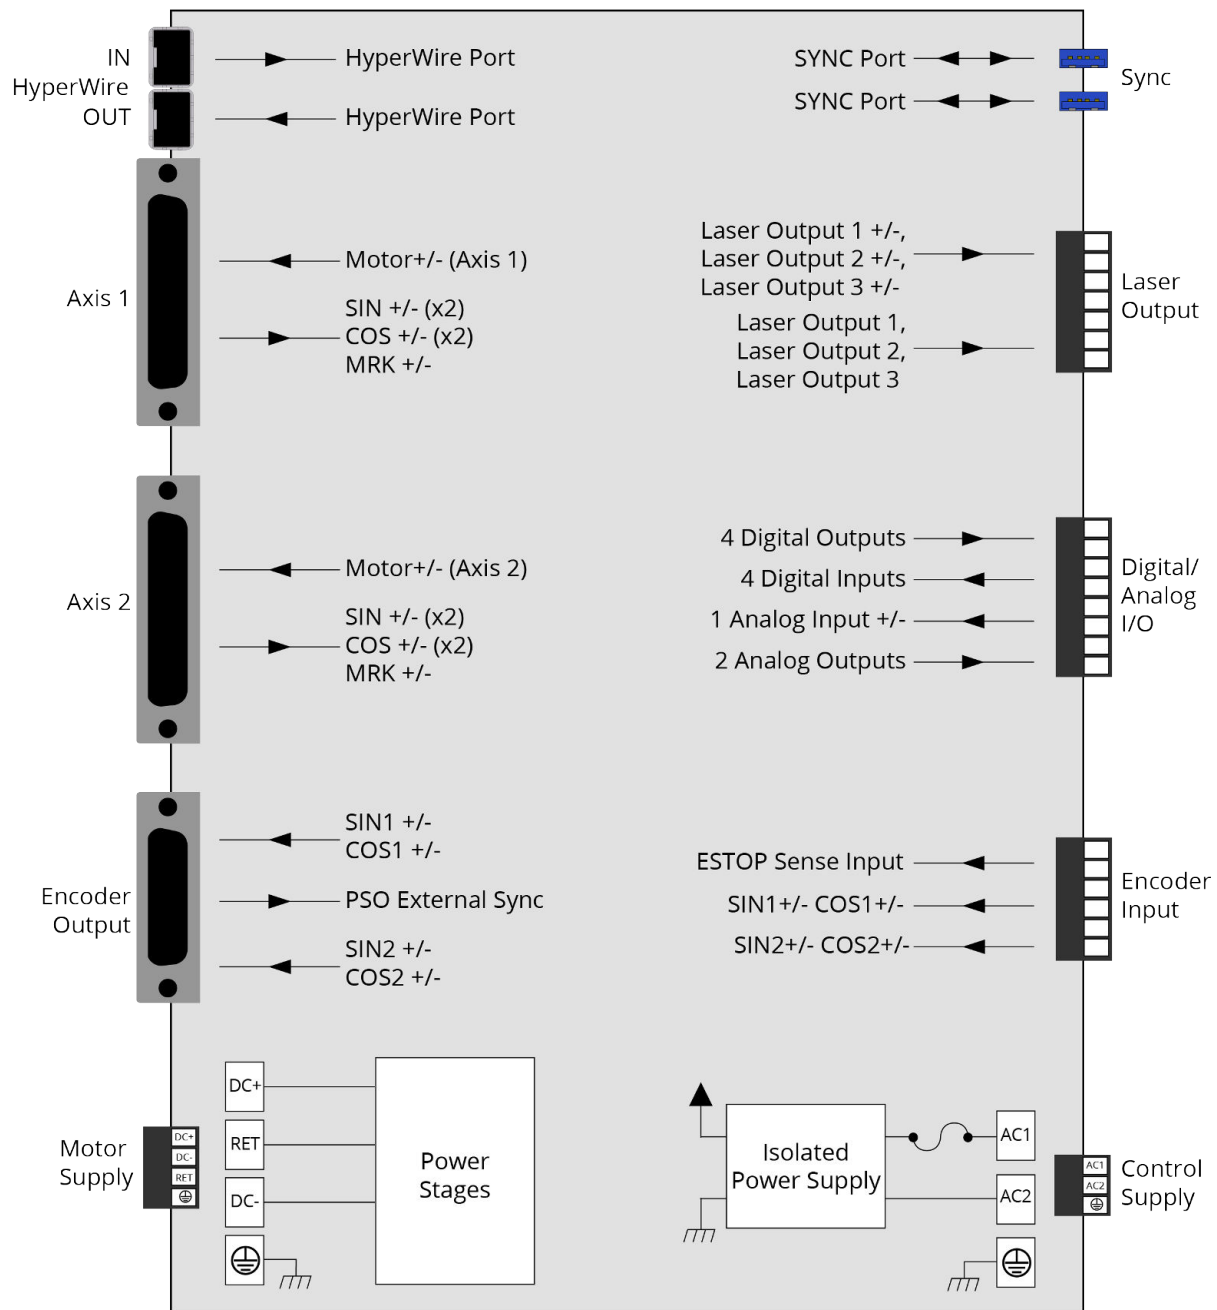 IN
HyperWire
OUT
HyperWire Port
HyperWire Port
SYNC Port
SYNC Port
Sync
Axis 1
Motor+/- (Axis 1)
SIN +/- (x2)
COS +/- (x2)
MRK +/-
Laser Output 1 +/-,
Laser Output 2 +/-,
Laser Output 3 +/-
Laser Output 1,
Laser Output 2,
Laser Output 3
Laser
Output
Axis 2
Motor+/- (Axis 2)
SIN +/- (x2)
COS +/- (x2)
MRK +/-
4 Digital Outputs
4 Digital Inputs
1 Analog Input +/-
2 Analog Outputs
Digital/
Analog
I/O
Encoder
Output
SIN1 +/-
COS1 +/-
PSO External Sync
SIN2 +/-
COS2 +/-
ESTOP Sense Input
SIN1+/- COS1+/-
SIN2+/- COS2+/-
Encoder
Input
Motor
Supply
DC+
DC-
RET
DC+
RET
DC-
Power
Stages
Isolated
Power Supply
AC1
AC2
AC1
AC2
Control
Supply